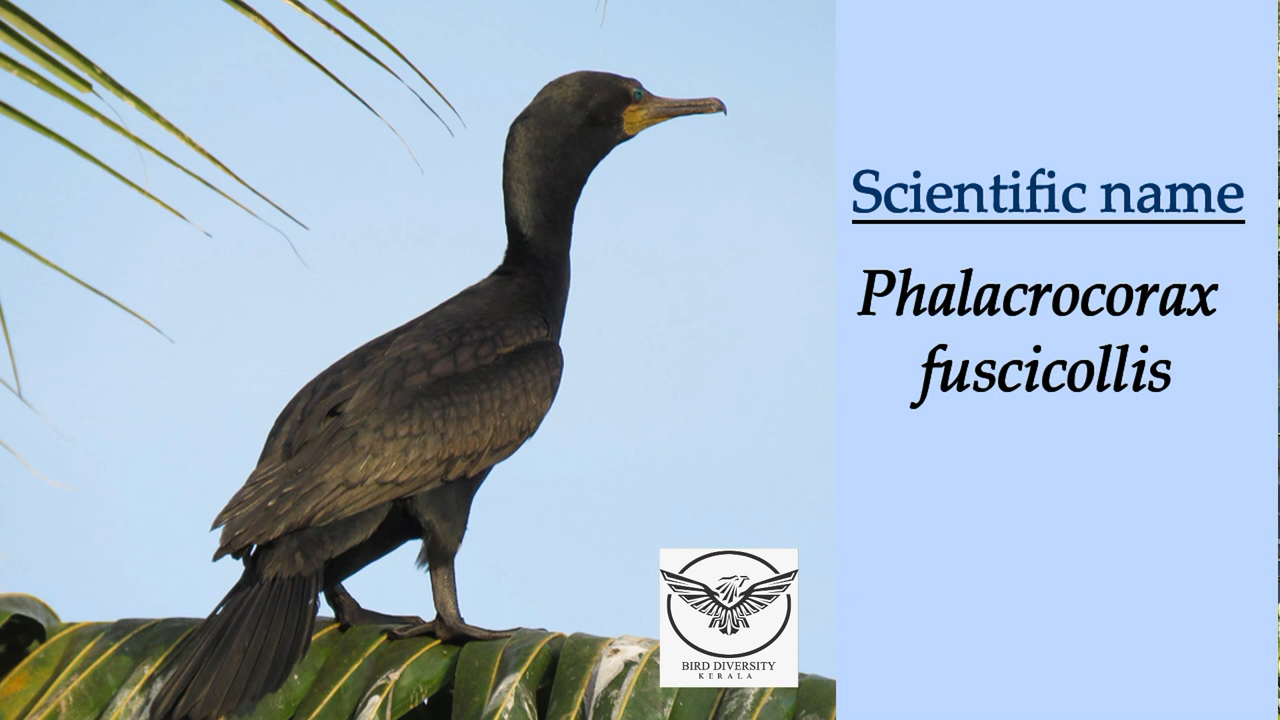 Scientific name
Phalacrocorax
fuscicollis
BIRD DIVERSITY
KERALA